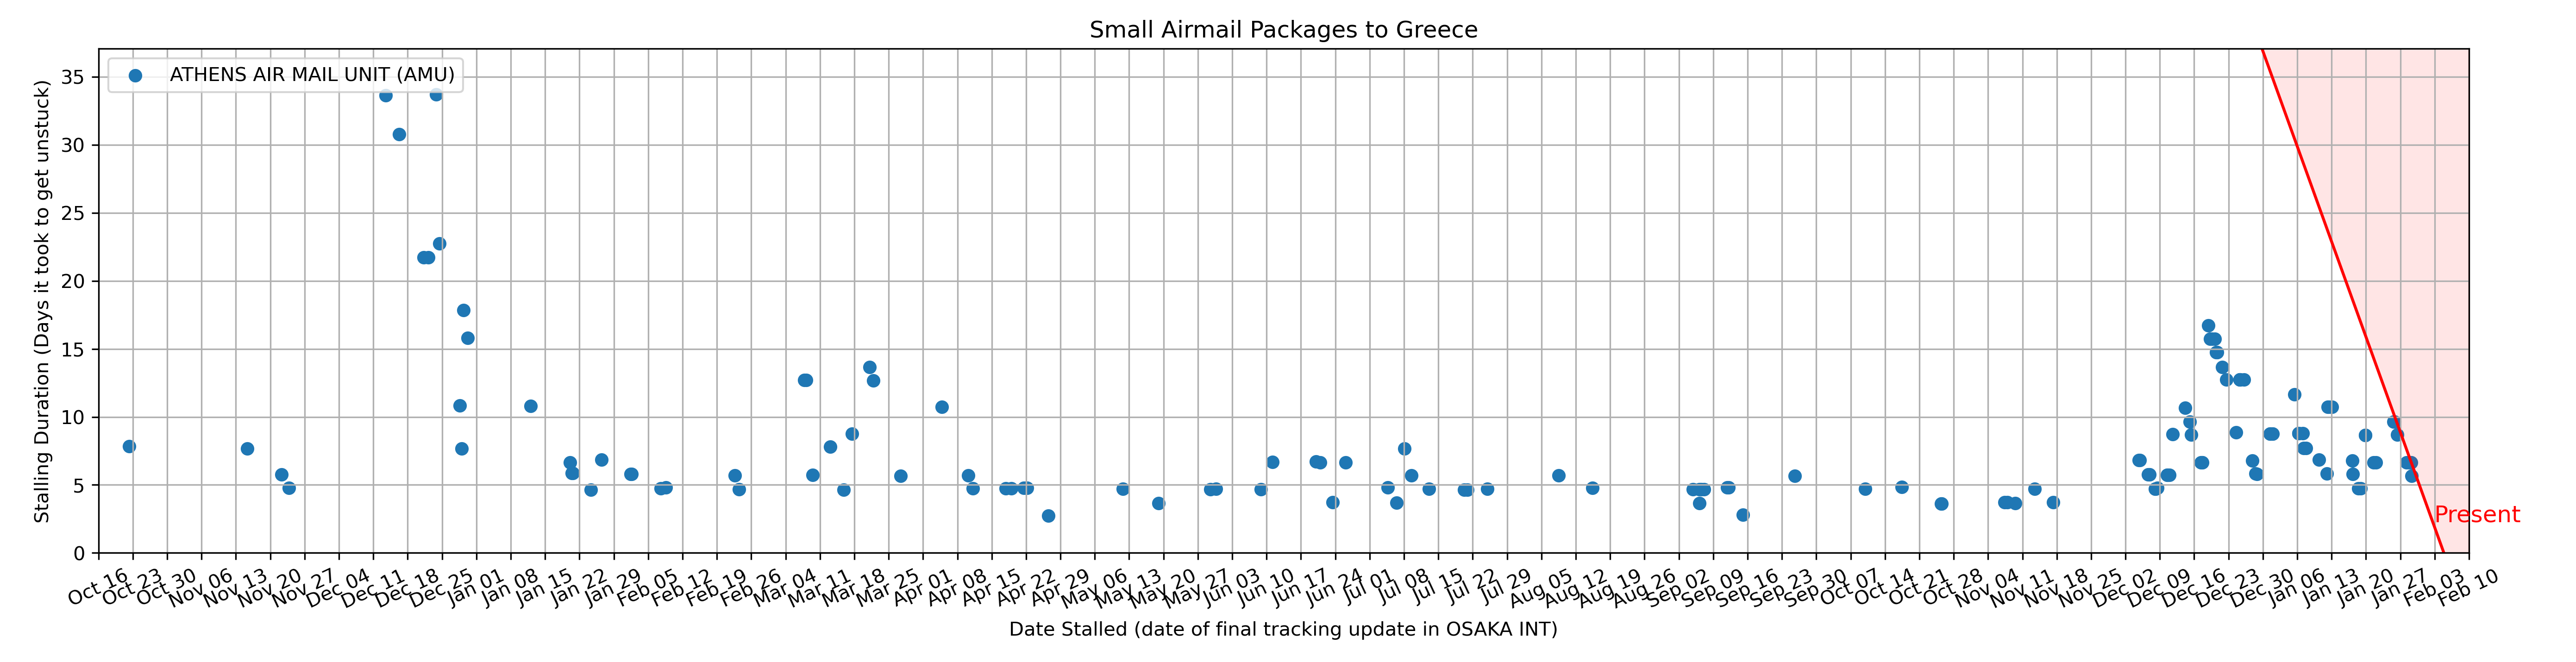 Small Airmail Packages to Greece
ATHENS AIR MAIL UNIT (AMU)
Stalling Duration (Days it took to get unstuck)
35
30
25
20
15
10
5
0
Present
Oct 16
Oct 23
Oct 30
Nov 06
Nov 13
Nov 20
Nov 27
Dec 04
Dec 11
Dec 18
Dec 25
Jan 01
Jan 08
Jan 15
Jan 22
Jan 29
Feb 05
Feb 12
Feb 19
Feb 26
Mar 04
Mar 11
Mar 18
Mar 25
Apr 01
Apr 08
Apr 15
Apr 22
Apr 29
May 06
May 13
May 20
May 27
Jun 03
Jun 10
Jun 17
Jun 24
Jul 01
Jul 08
Jul 15
Jul 22
Jul 29
Aug 05
Aug 12
Aug 19
Aug 26
Sep 02
Sep 09
Sep 16
Sep 23
Sep 30
Oct 07
Oct 14
Oct 21
Oct 28
Nov 04
Nov 11
Nov 18
Nov 25
Dec 02
Dec 09
Dec 16
Dec 23
Dec 30
Jan 06
Jan 13
Jan 20
Jan 27
Feb 03
Feb 10
Date Stalled (date of final tracking update in OSAKA INT)